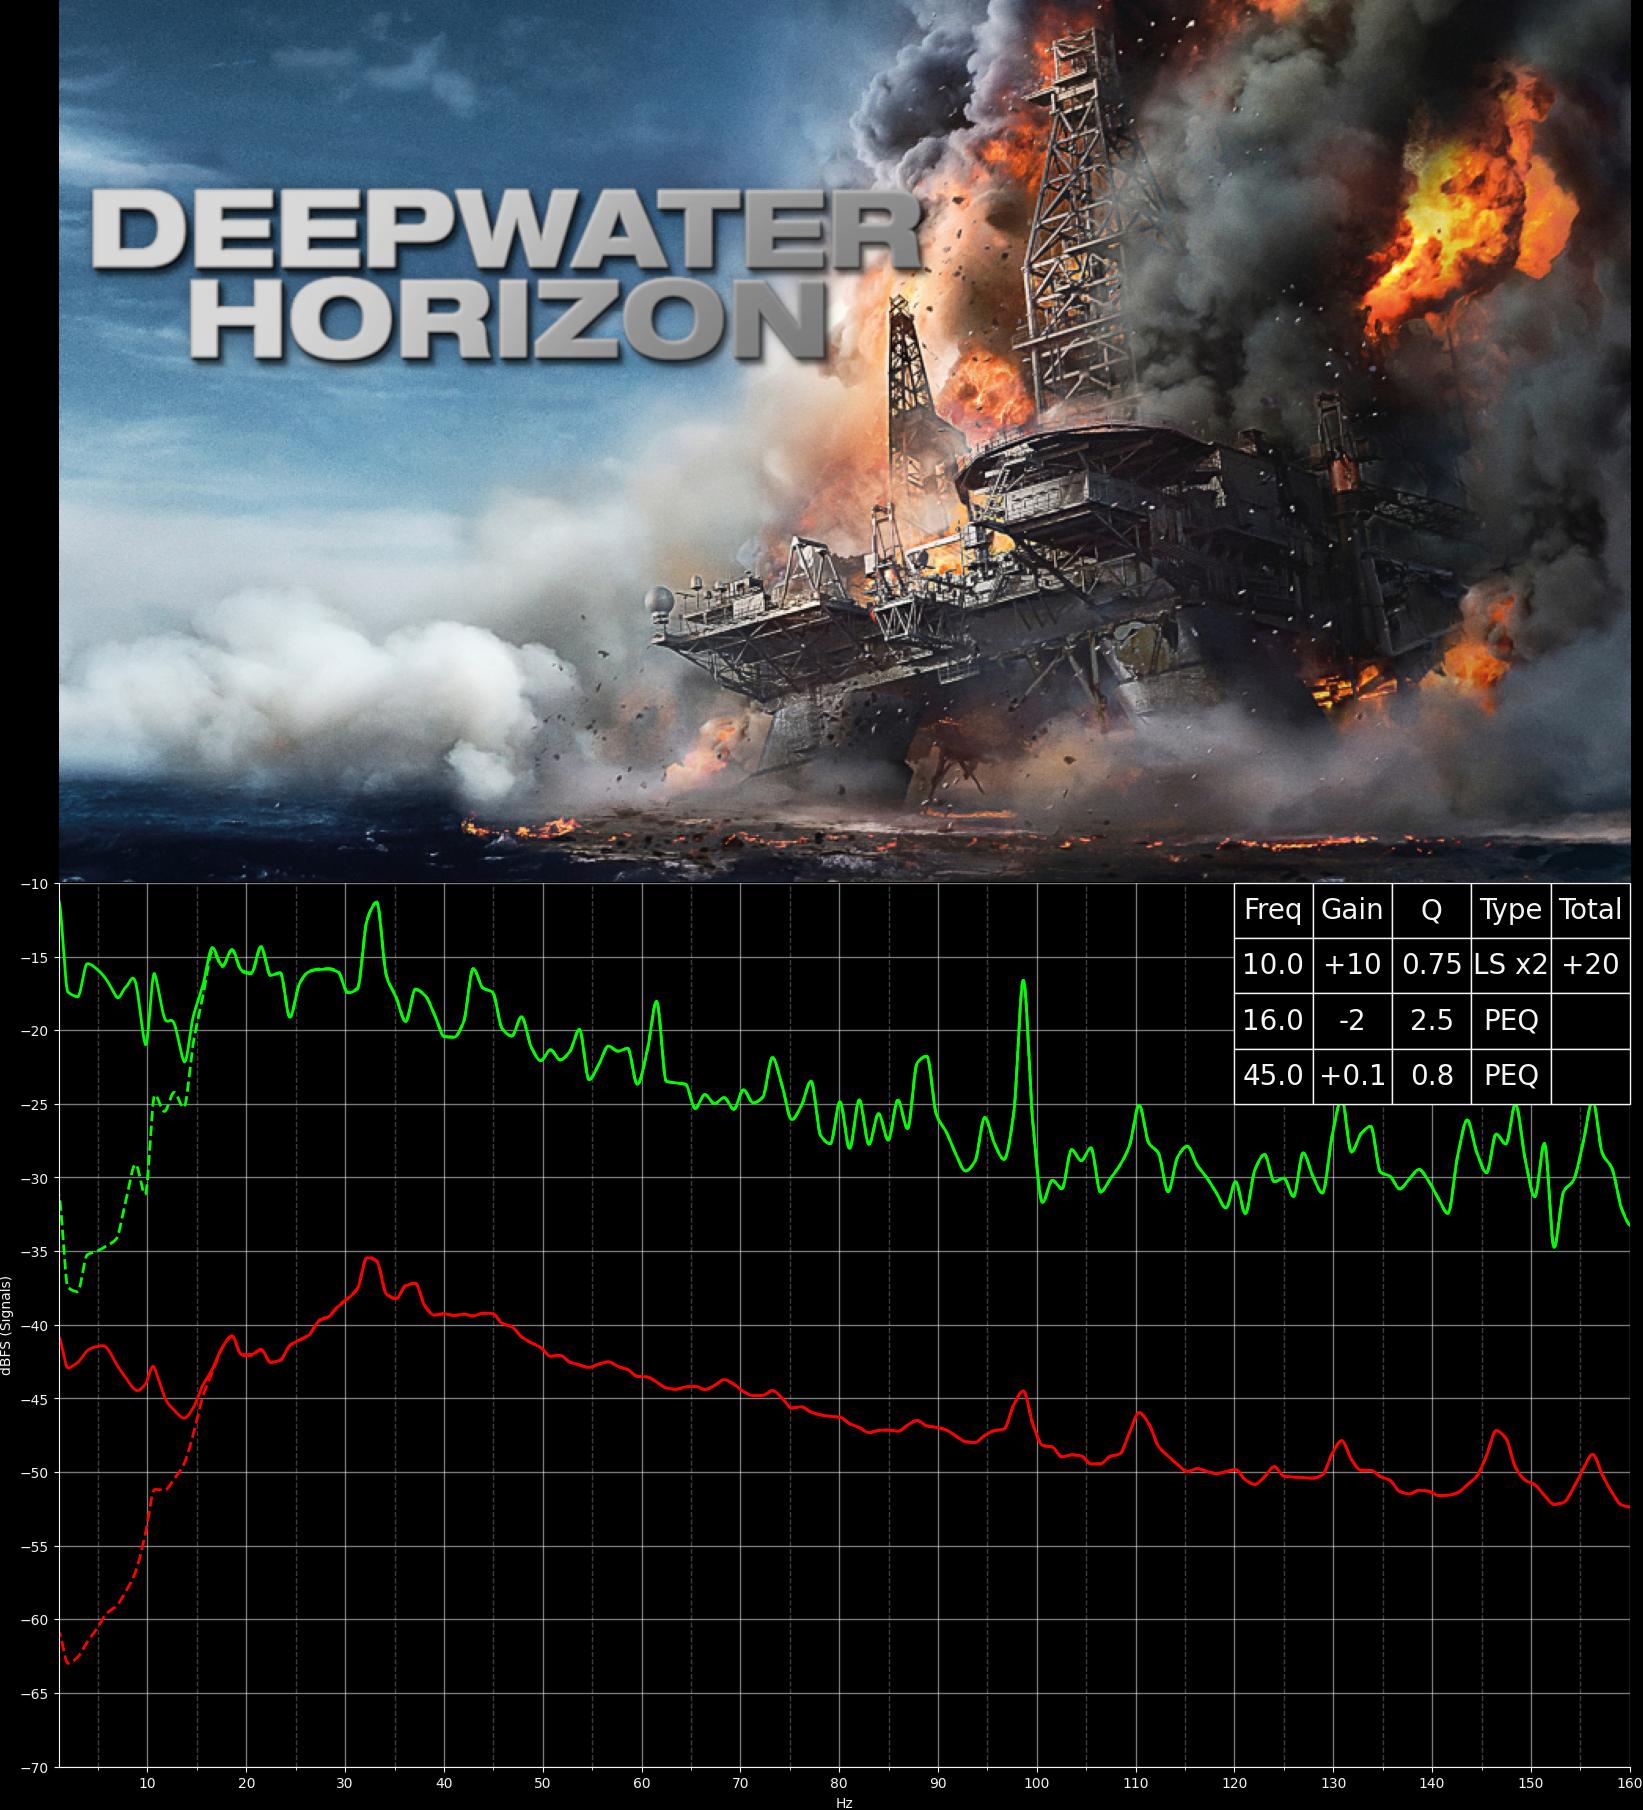 DEEPWATER
HORIZON
−10
−15
−20
−25
−30
−35
−40
−45
−50
−55
−60
−65
−70
dBFS (Signals)
Freq Gain Q Type Total
10.0 +10 0.75 LS x2 +20
16.0 -2 2.5 PEQ
45.0 +0.1 0.8 PEQ
10 20 30 40 50 60 70 80 90 100 110 120 130 140 150 160
Hz